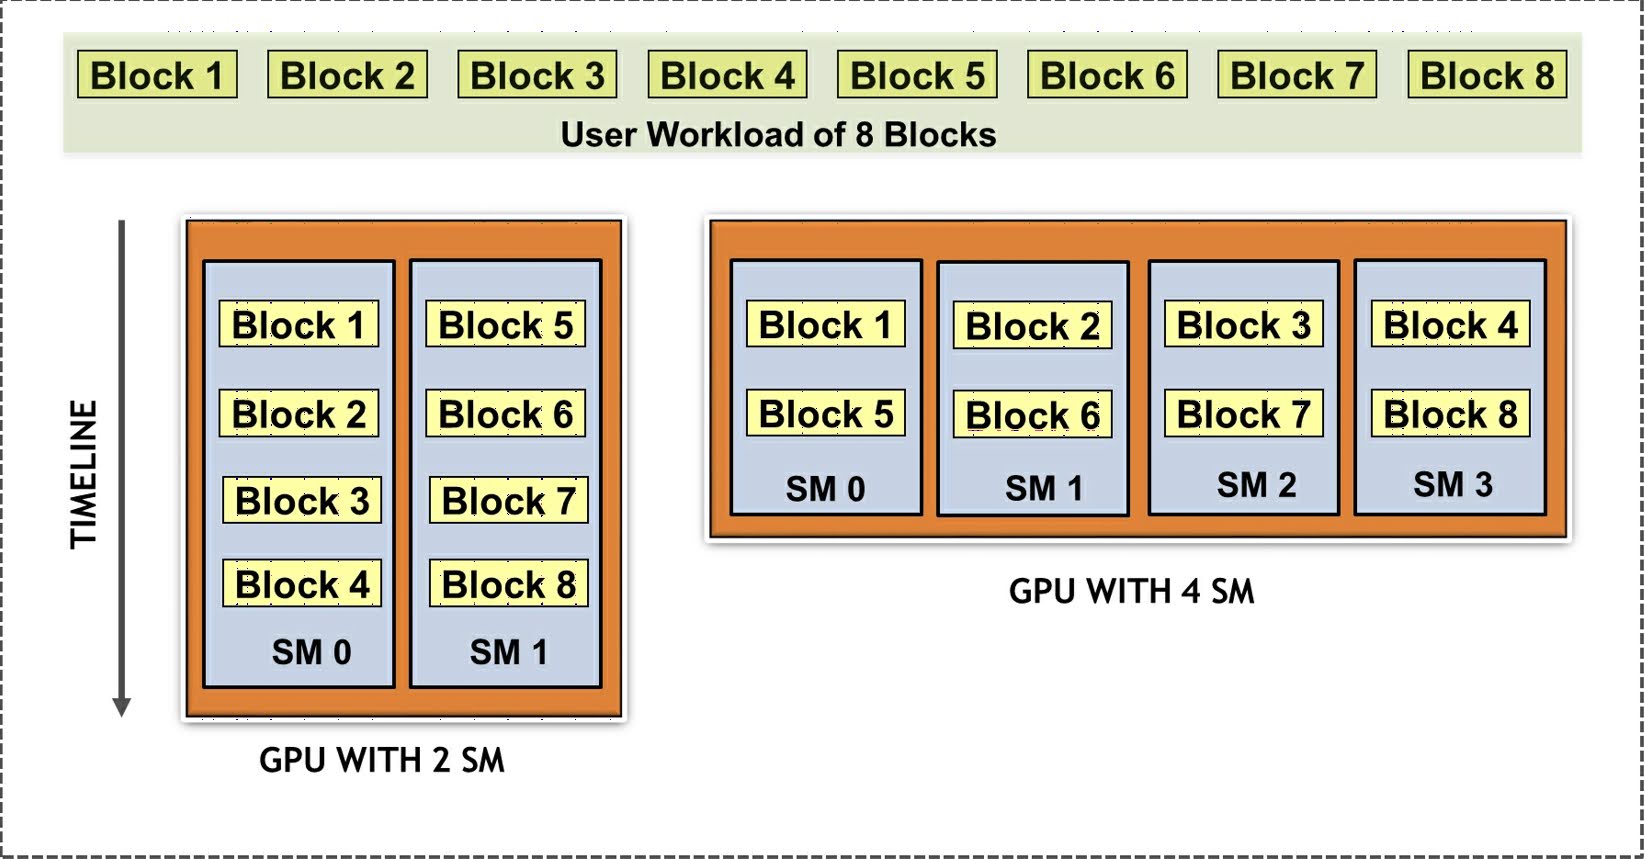 Block 1 Block 2 Block 3 Block 4 Block 5 Block 6 Block 7 Block 8
User Workload of 8 Blocks
TIMELINE
Block 1 Block 5
Block 2 Block 6
Block 3 Block 7
Block 4 Block 8
SM 0 SM 1
GPU WITH 2 SM
Block 1 Block 2 Block 3 Block 4
Block 5 Block 6 Block 7 Block 8
SM 0 SM 1 SM 2 SM 3
GPU WITH 4 SM